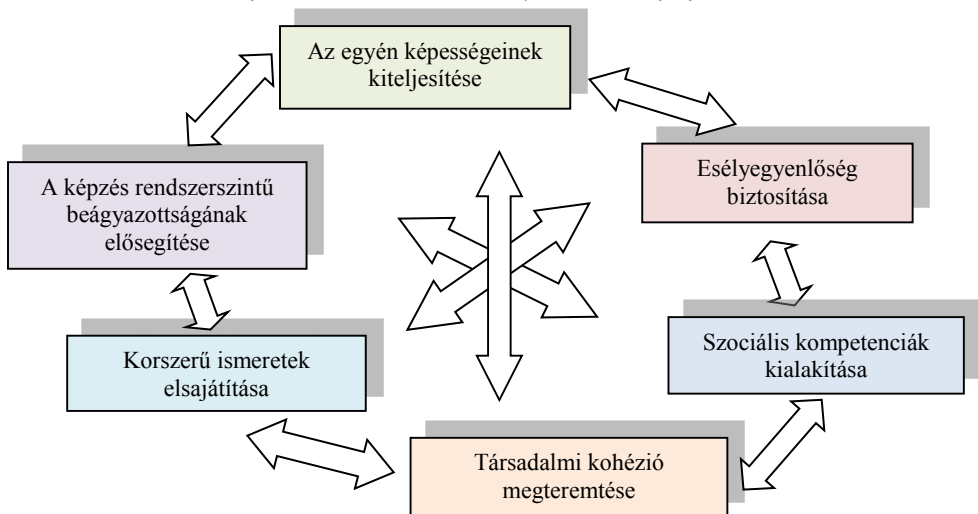 Az egyén képességeinek
kiteljesítése
Esélyegyenlőség
biztosítása
A képzés rendszerszintű
beágyazottságának
elősegítése
Szociális kompetenciák
kialakítása
Korszerű ismeretek
elsajátítása
Társadalmi kohézió
megteremtése